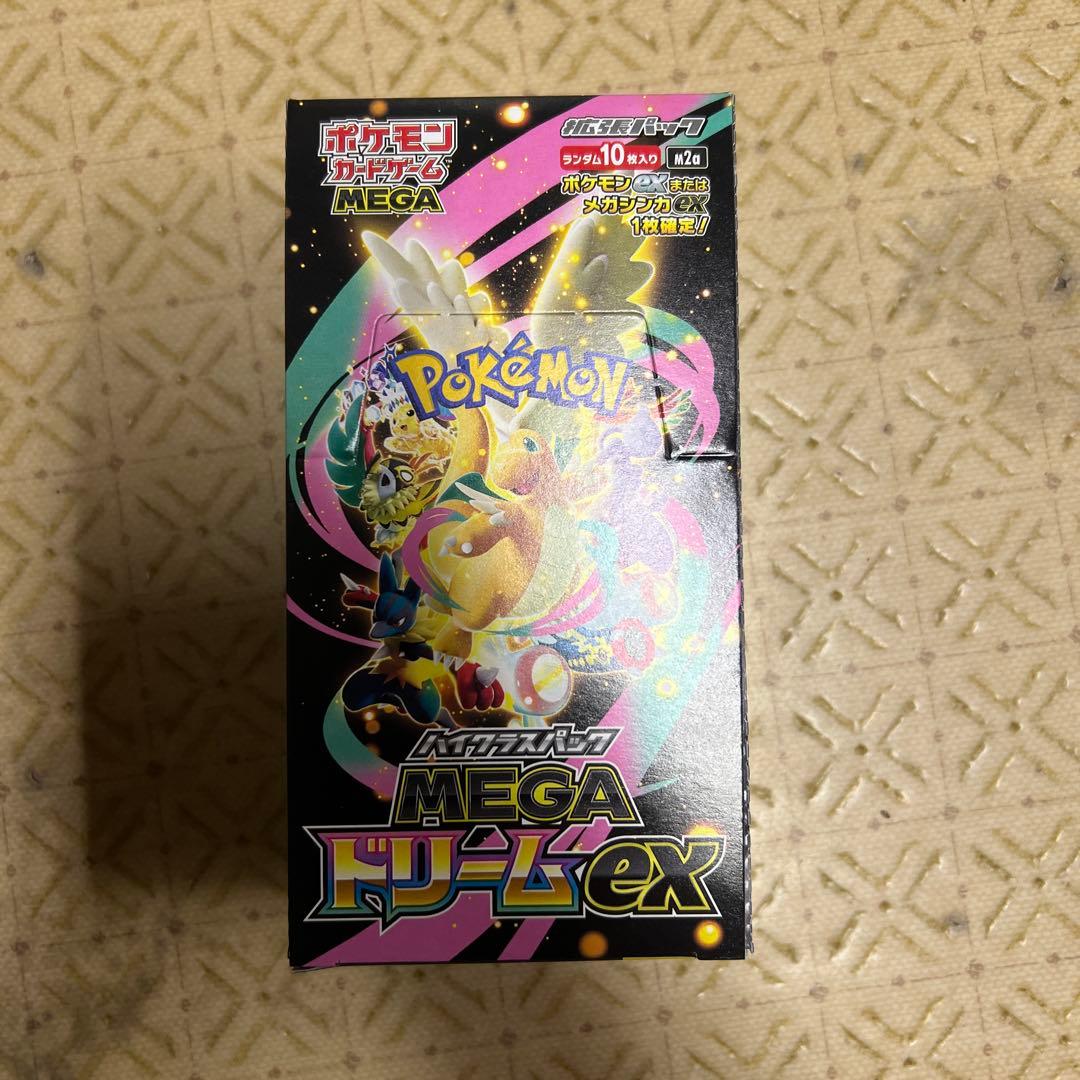 ポケモン
カードゲーム
MEGA
拡張パック
ランダム10枚入り M2a
ポケモンexまたは
メガシンカex
1枚確定!
POKéMON
ハイクラスパック
MEGA
ドリームex